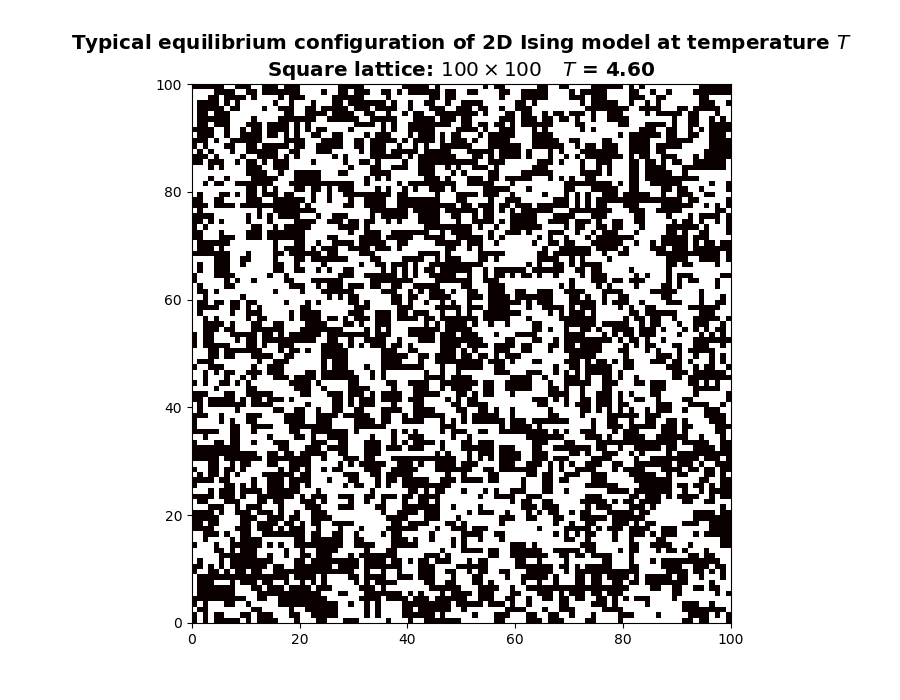 Typical equilibrium configuration of 2D Ising model at temperature T
Square lattice: 100 × 100 T = 4.60
100
80
60
40
20
0
0 20 40 60 80 100